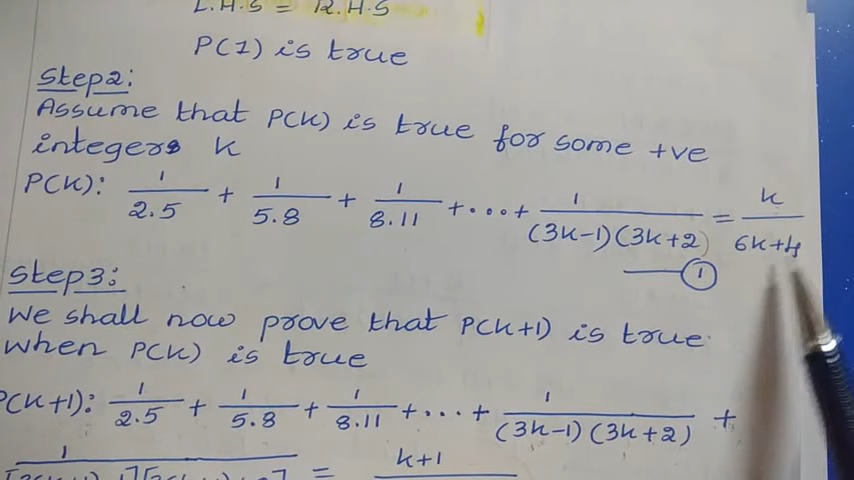 L.H.S = R.H.S
P(1) is true
Step2:
Assume that P(K) is true for some +ve
integers k
P(K): 1/2.5 + 1/5.8 + 1/8.11 + ... + 1/(3k-1)(3k+2) = k/6k+4
1
Step3:
We shall now prove that P(K+1) is true
when P(K) is true
P(K+1): 1/2.5 + 1/5.8 + 1/8.11 + ... + 1/(3k-1)(3k+2) +
1 = k+1